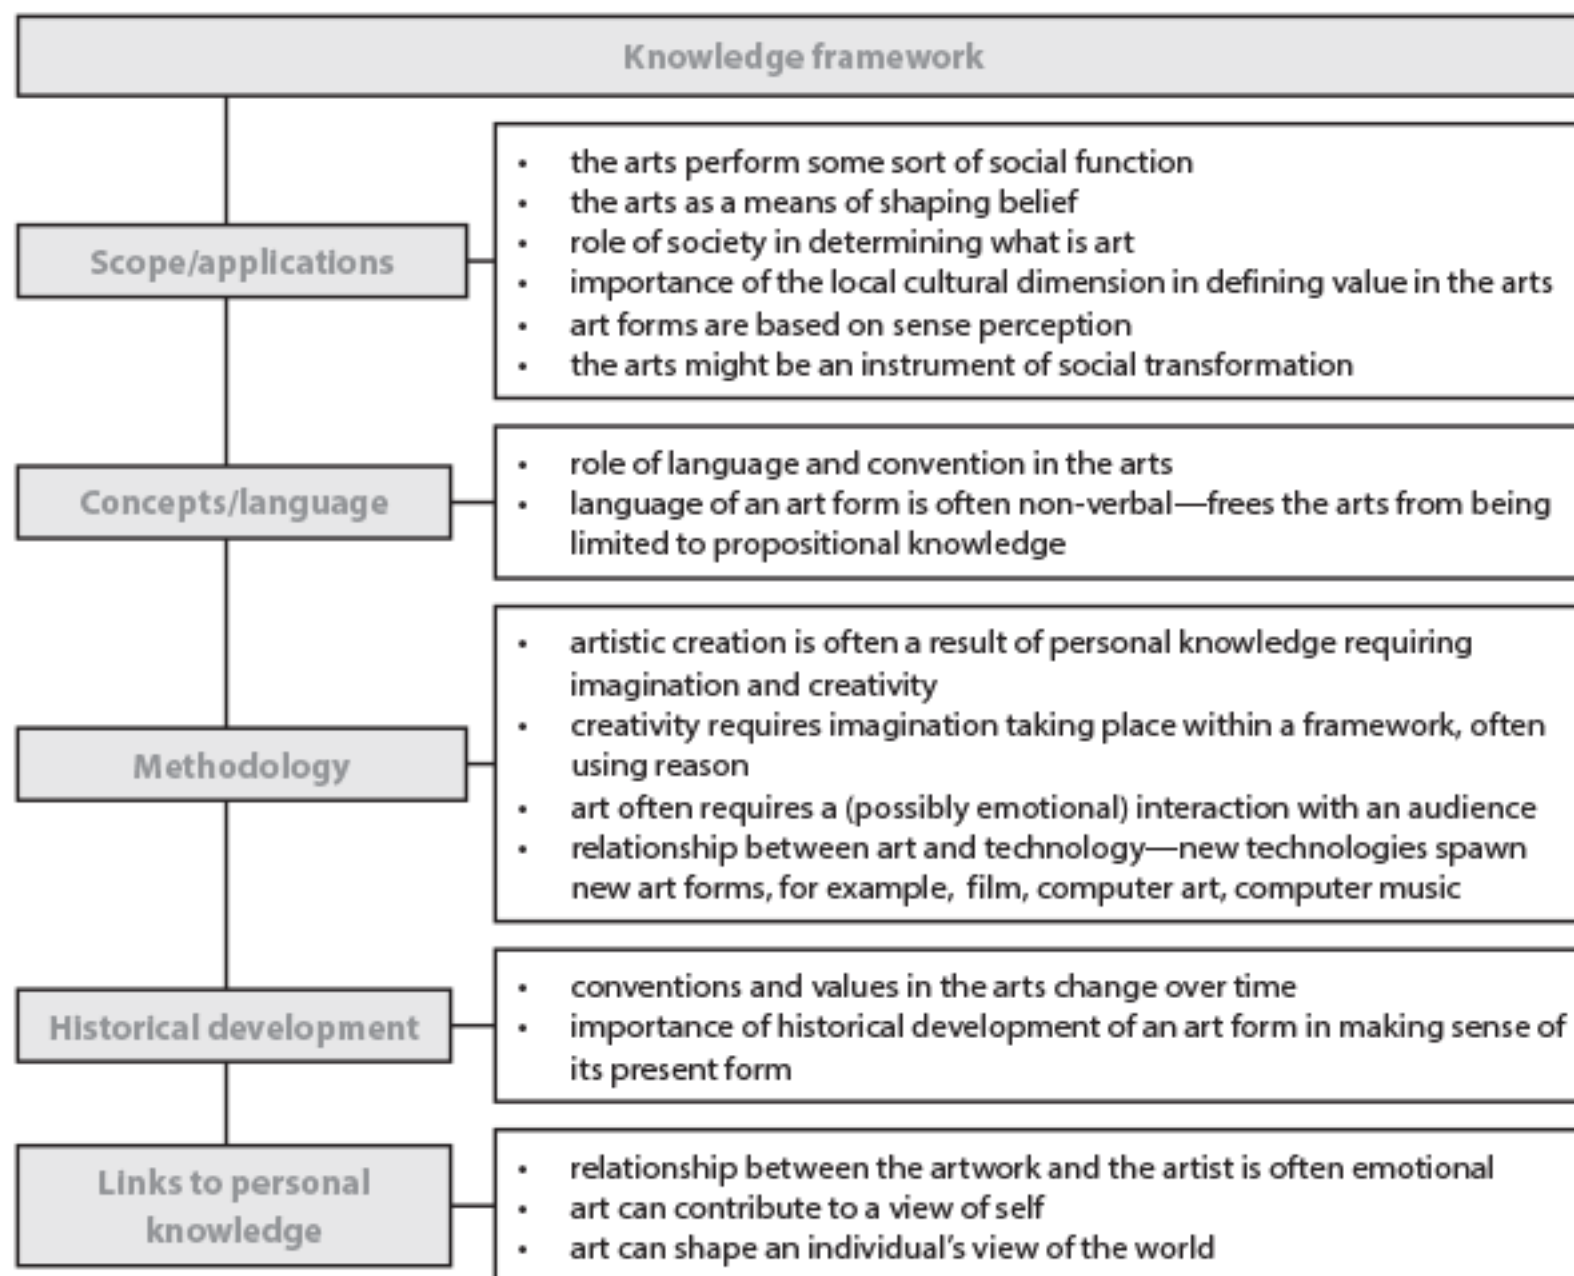 Knowledge framework
Scope/applications
• the arts perform some sort of social function
• the arts as a means of shaping belief
• role of society in determining what is art
• importance of the local cultural dimension in defining value in the arts
• art forms are based on sense perception
• the arts might be an instrument of social transformation
Concepts/language
• role of language and convention in the arts
• language of an art form is often non-verbal—frees the arts from being
limited to propositional knowledge
Methodology
• artistic creation is often a result of personal knowledge requiring
imagination and creativity
• creativity requires imagination taking place within a framework, often
using reason
• art often requires a (possibly emotional) interaction with an audience
• relationship between art and technology—new technologies spawn
new art forms, for example, film, computer art, computer music
Historical development
• conventions and values in the arts change over time
• importance of historical development of an art form in making sense of
its present form
Links to personal
knowledge
• relationship between the artwork and the artist is often emotional
• art can contribute to a view of self
• art can shape an individual's view of the world